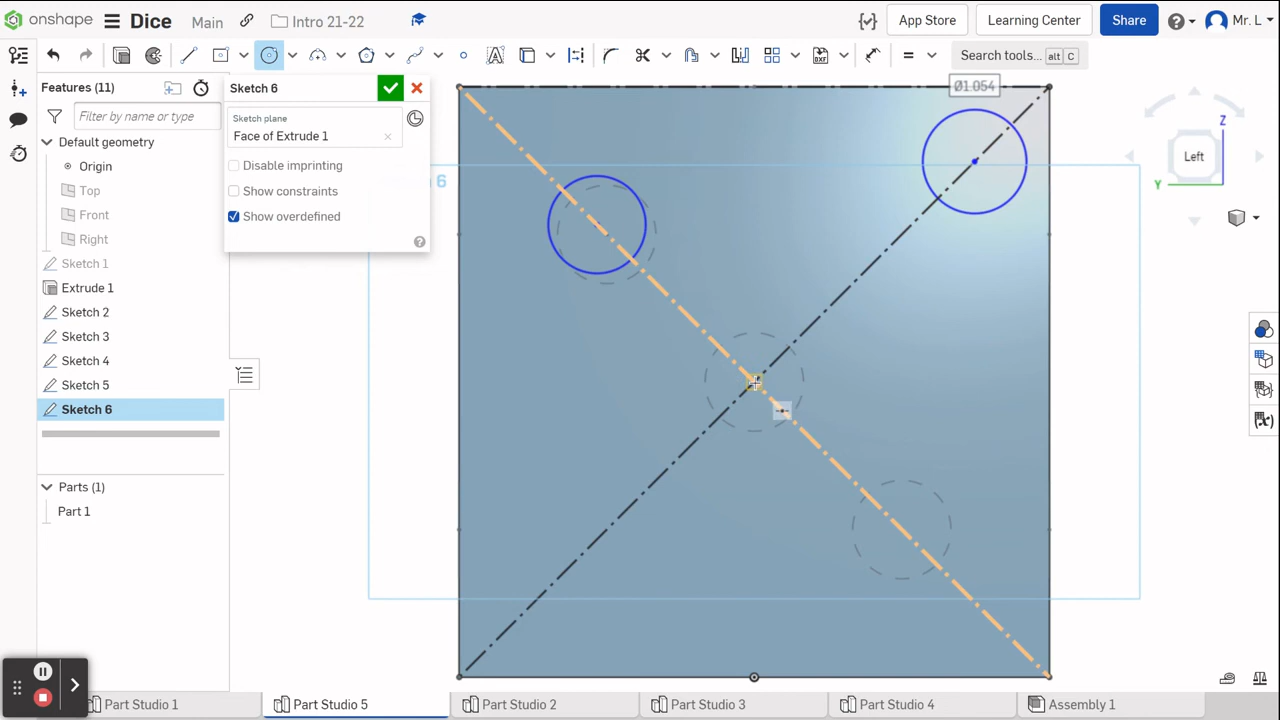 onshape
Dice
Main
Intro 21-22
App Store
Learning Center
Share
Mr. L
Search tools...
alt
C
Features (11)
Filter by name or type
Default geometry
Origin
Top
Front
Right
Sketch 1
Extrude 1
Sketch 2
Sketch 3
Sketch 4
Sketch 5
Sketch 6
Parts (1)
Part 1
Sketch 6
Sketch plane
Face of Extrude 1
Disable imprinting
Show constraints
Show overdefined
6
Ø1.054
Z
Left
Y
Part Studio 1
Part Studio 5
Part Studio 2
Part Studio 3
Part Studio 4
Assembly 1